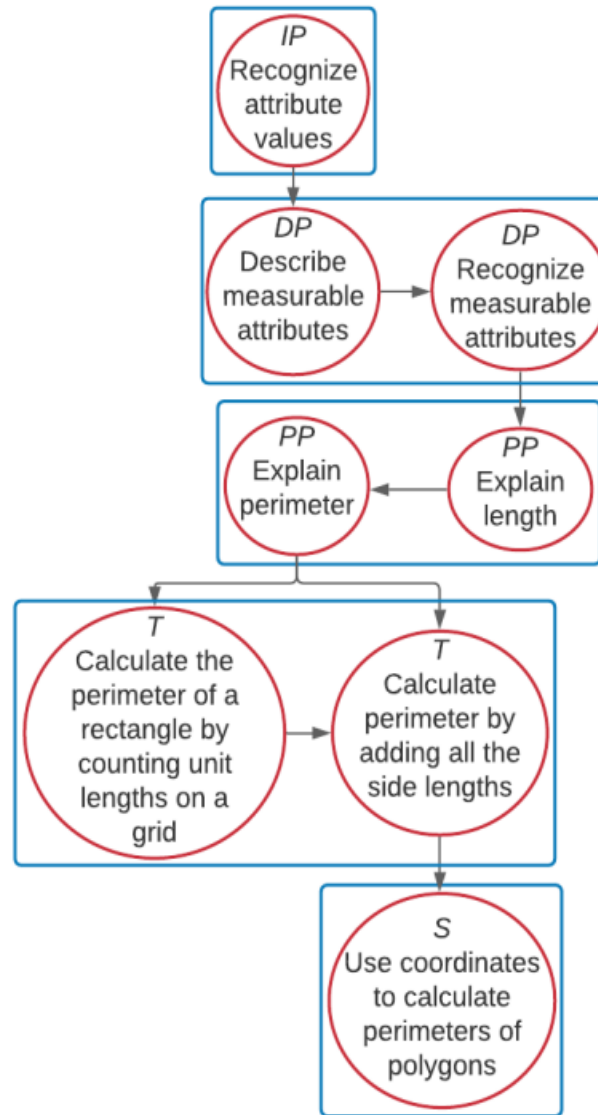 IP
Recognize
attribute
values
DP
Describe
measurable
attributes
DP
Recognize
measurable
attributes
PP
Explain
perimeter
PP
Explain
length
T
Calculate the
perimeter of a
rectangle by
counting unit
lengths on a
grid
T
Calculate
perimeter by
adding all the
side lengths
S
Use coordinates
to calculate
perimeters of
polygons